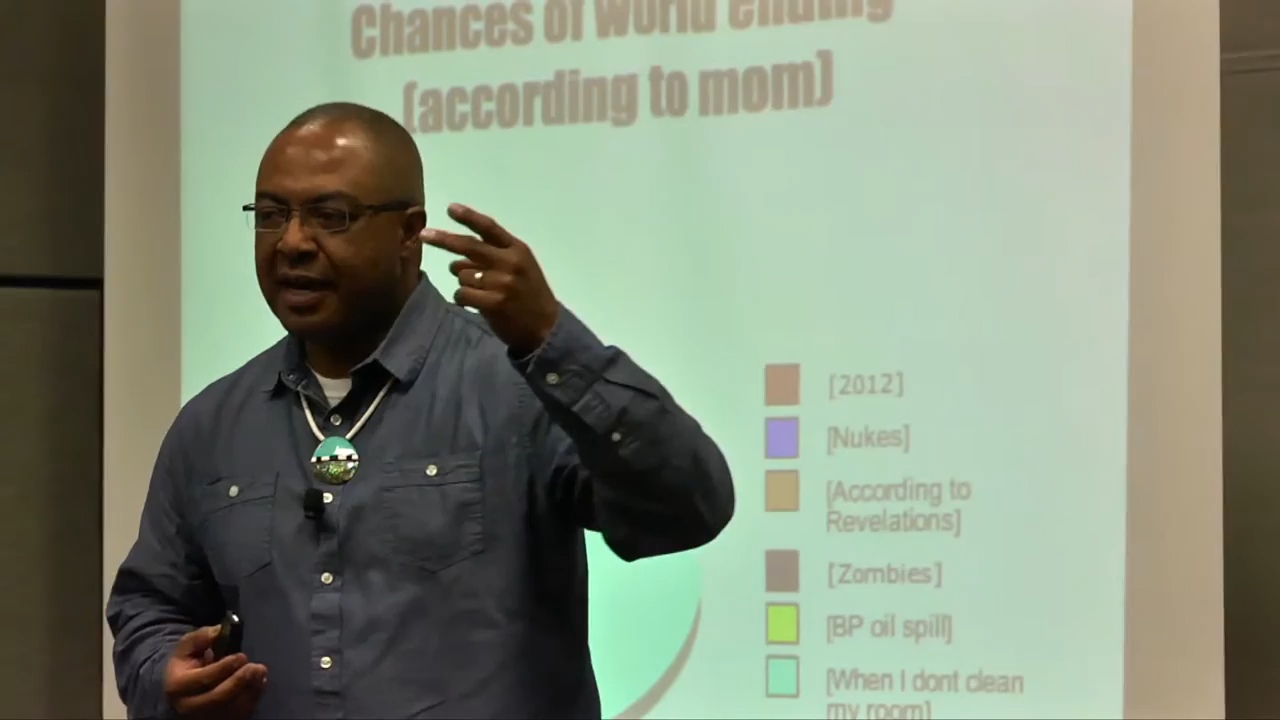 Chances of world ending
(according to mom)
[2012]
[Nukes]
[According to
Revelations]
[Zombies]
[BP oil spill]
[When I dont clean
my room]